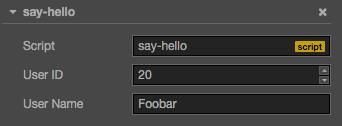 say-hello
Script say-hello script
User ID 20
User Name Foobar